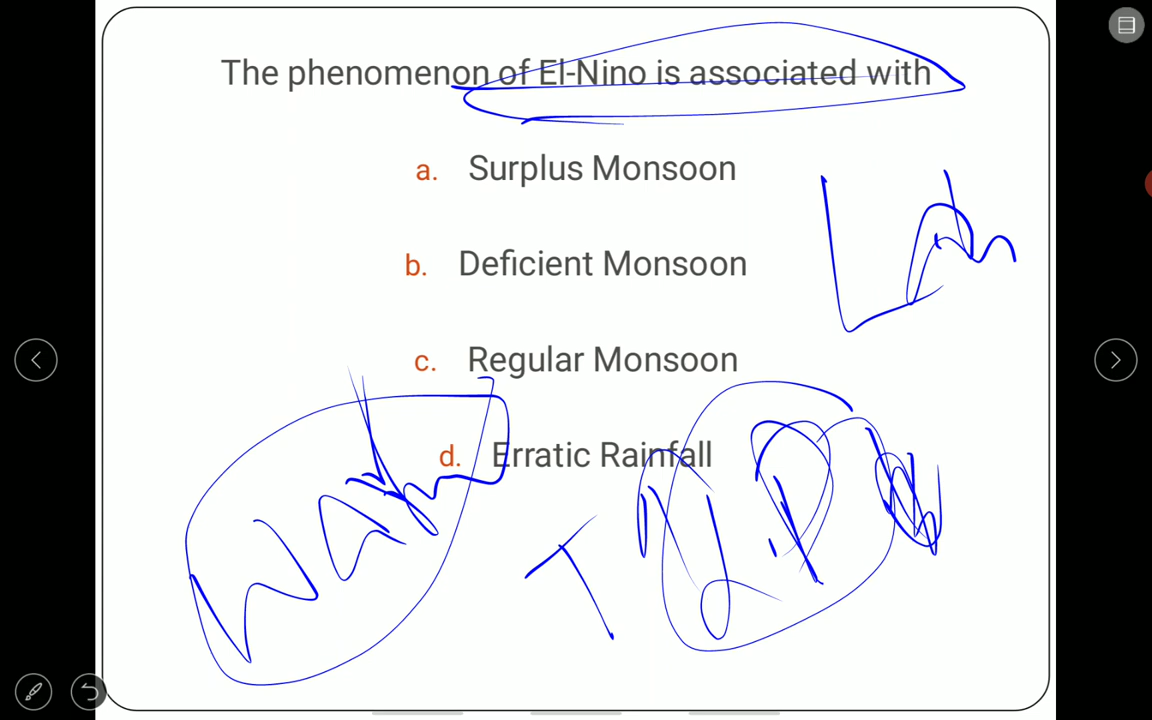 The phenomenon of El-Nino is associated with
a. Surplus Monsoon
b. Deficient Monsoon
c. Regular Monsoon
d. Erratic Rainfall